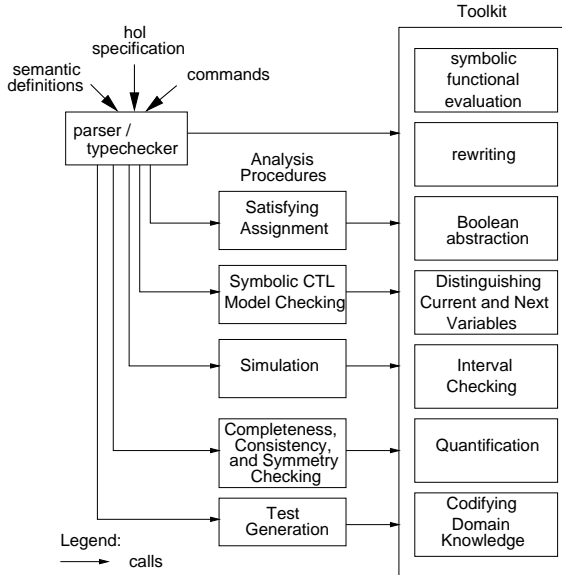 Toolkit
hol
specification
semantic
definitions
commands
parser /
typechecker
Analysis
Procedures
Satisfying
Assignment
Symbolic CTL
Model Checking
Simulation
Completeness,
Consistency,
and Symmetry
Checking
Test
Generation
symbolic
functional
evaluation
rewriting
Boolean
abstraction
Distinguishing
Current and Next
Variables
Interval
Checking
Quantification
Codifying
Domain
Knowledge
Legend:
calls